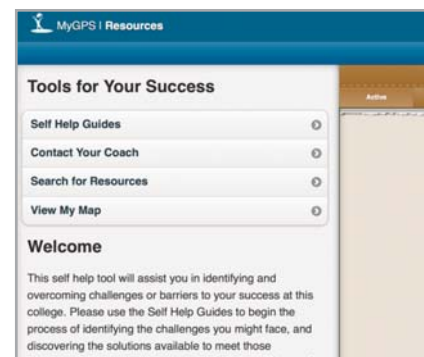 MyGPS | Resources
Tools for Your Success
Active
Self Help Guides
Contact Your Coach
Search for Resources
View My Map
Welcome
This self help tool will assist you in identifying and
overcoming challenges or barriers to your success at this
college. Please use the Self Help Guides to begin the
process of identifying the challenges you might face, and
discovering the solutions available to meet those